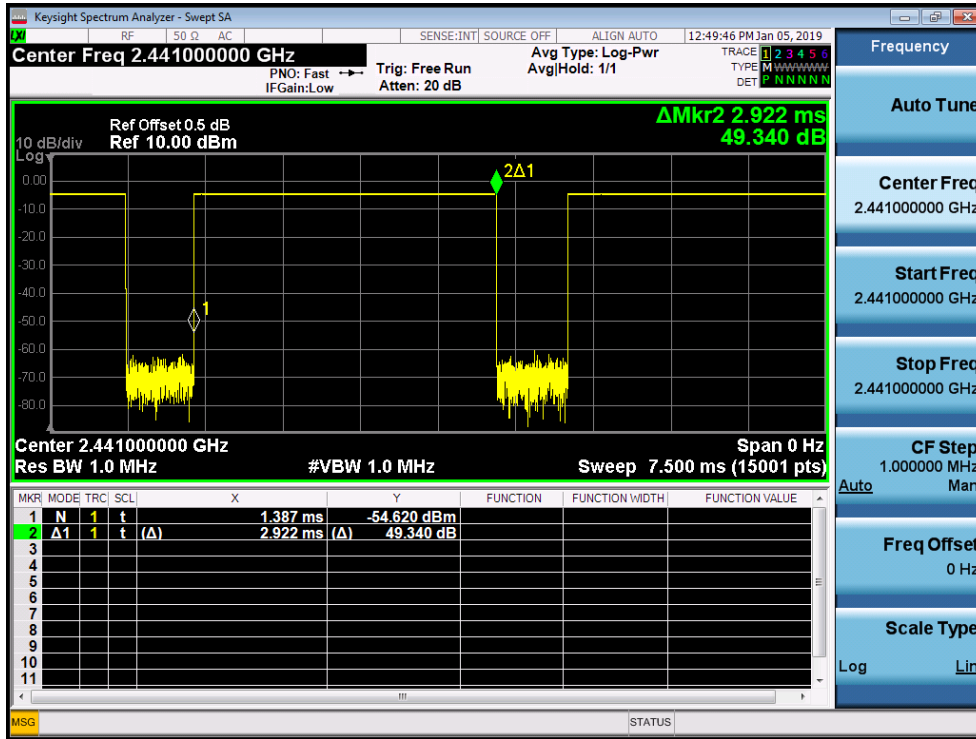 Keysight Spectrum Analyzer - Swept SA
LXI RF 50 Ω AC SENSE:INT SOURCE OFF ALIGN AUTO 12:49:46 PM Jan 05, 2019
Center Freq 2.441000000 GHz
PNO: Fast
IFGain:Low
Trig: Free Run
Atten: 20 dB
Avg Type: Log-Pwr
Avg|Hold: 1/1
TRACE 1 2 3 4 5 6
TYPE M WWWWW
DET P N N N N N
ΔMkr2 2.922 ms
49.340 dB
Ref Offset 0.5 dB
10 dB/div Ref 10.00 dBm
Log
2Δ1
0.00
-10.0
-20.0
-30.0
-40.0
1
-50.0
-60.0
-70.0
-80.0
Center 2.441000000 GHz Span 0 Hz
Res BW 1.0 MHz #VBW 1.0 MHz Sweep 7.500 ms (15001 pts)
MKR MODE TRC SCL X Y FUNCTION FUNCTION WIDTH FUNCTION VALUE
1 N 1 t 1.387 ms -54.620 dBm
2 Δ1 1 t (Δ) 2.922 ms (Δ) 49.340 dB
3
4
5
6
7
8
9
10
11
MSG STATUS
Frequency
Auto Tune
Center Freq
2.441000000 GHz
Start Freq
2.441000000 GHz
Stop Freq
2.441000000 GHz
CF Step
1.000000 MHz
Auto Man
Freq Offset
0 Hz
Scale Type
Log Lin